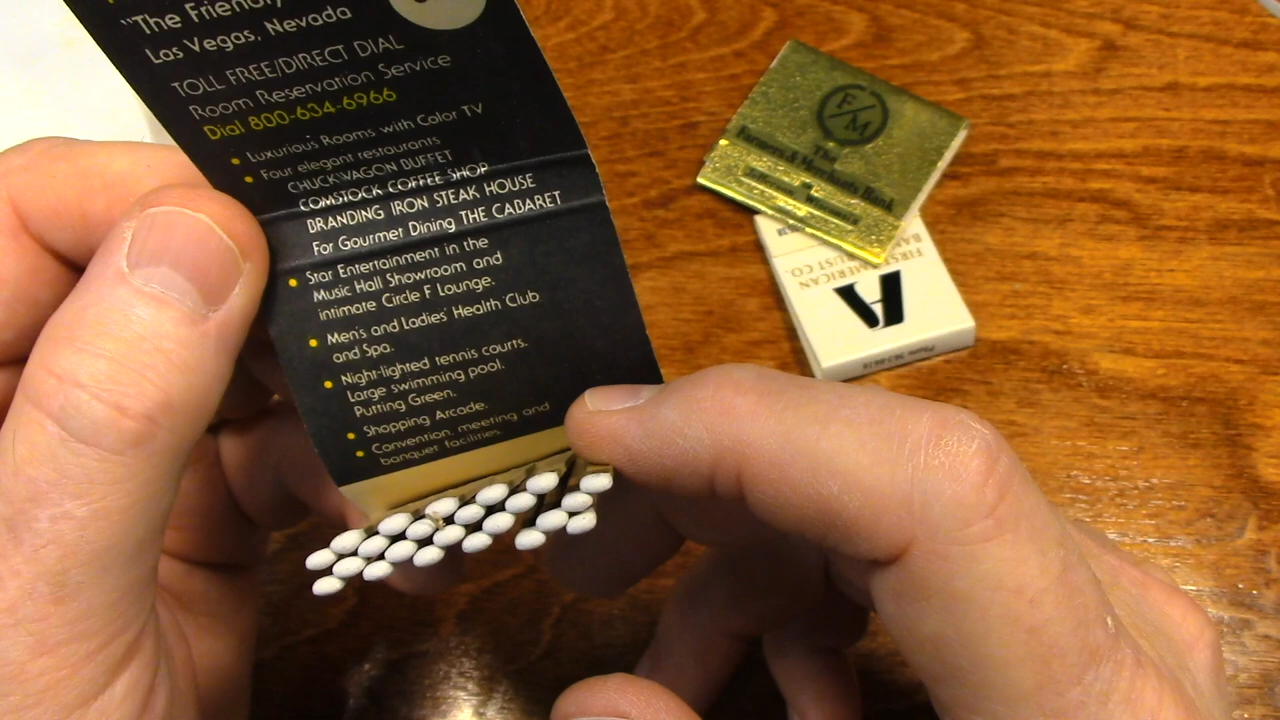 "The Friendly
Las Vegas, Nevada
TOLL FREE/DIRECT DIAL
Room Reservation Service
Dial 800-634-6966
• Luxurious Rooms with Color TV
• Four elegant restaurants
CHUCKWAGON BUFFET
COMSTOCK COFFEE SHOP
BRANDING IRON STEAK HOUSE
For Gourmet Dining THE CABARET
• Star Entertainment in the
Music Hall Showroom and
intimate Circle F Lounge.
• Men's and Ladies' Health Club
and Spa.
• Night-lighted tennis courts.
Large swimming pool.
Putting Green.
• Shopping Arcade.
• Convention, meeting and
banquet facilities.
F/M
The
Farmers & Merchants Bank
FIRST AMERICAN
BANK
TRUST CO.
A